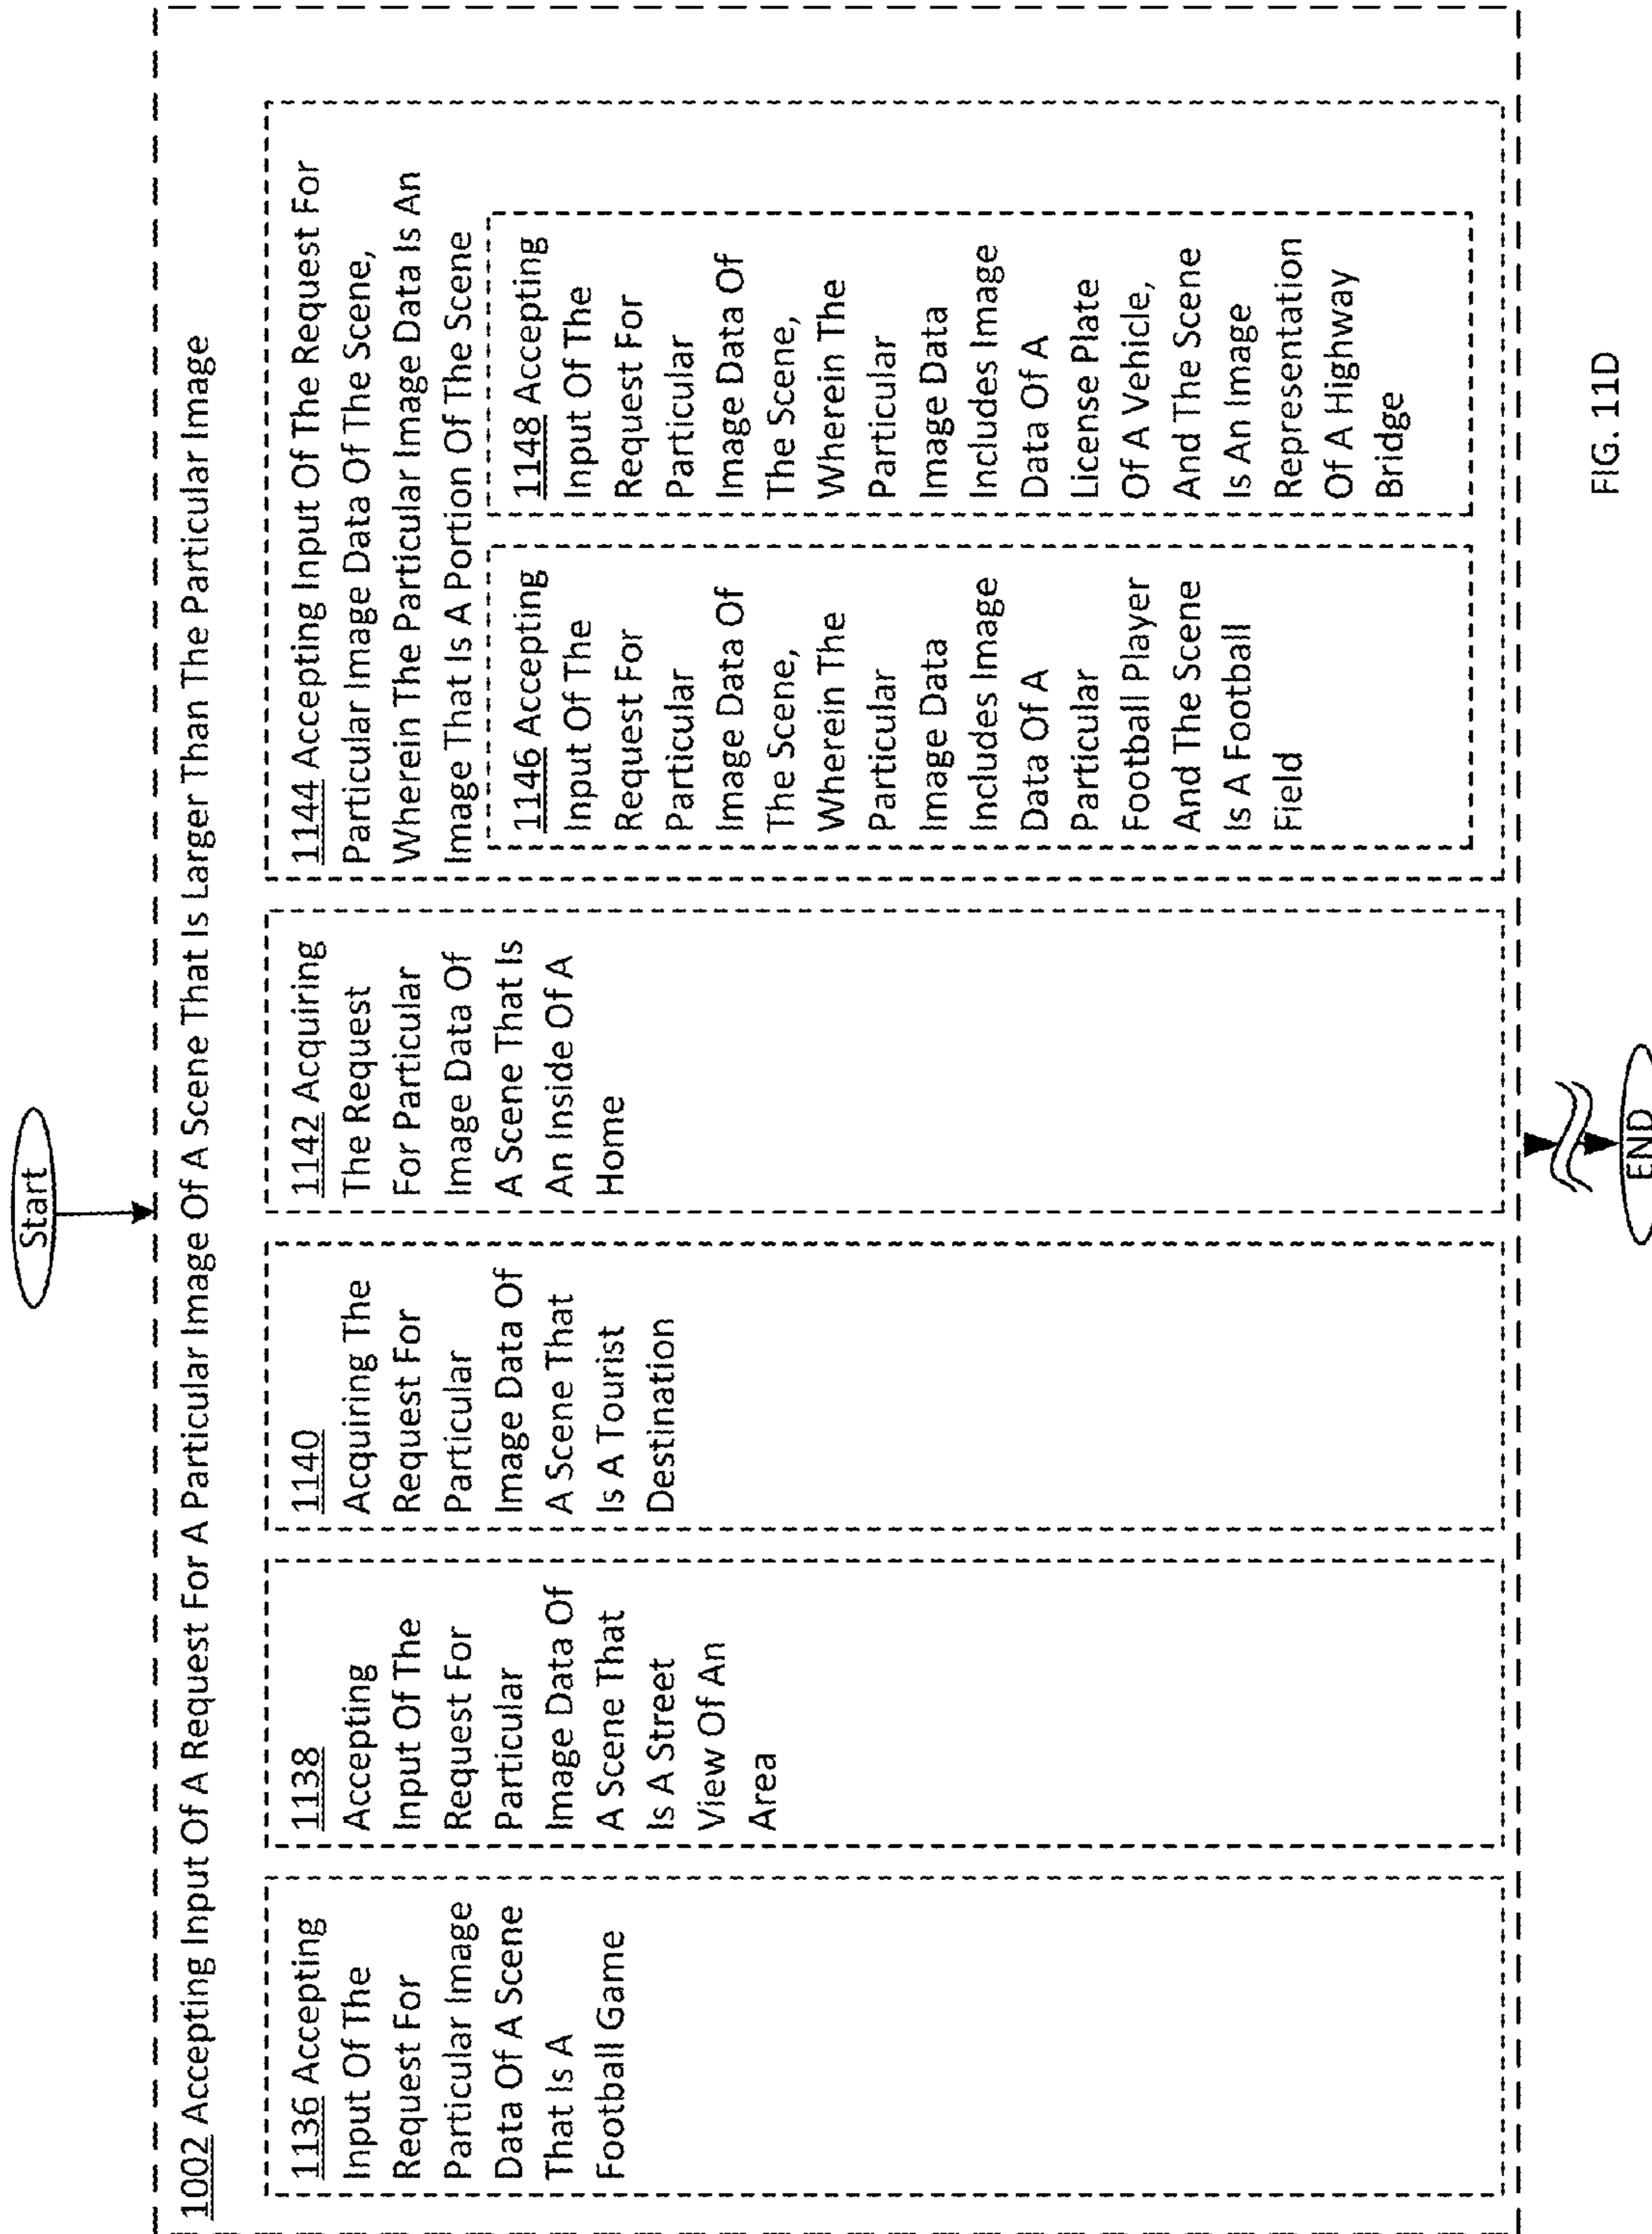 Start
1002 Accepting Input Of A Request For A Particular Image Of A Scene That Is Larger Than The Particular Image
1136 Accepting
Input Of The
Request For
Particular Image
Data Of A Scene
That Is A
Football Game
1138
Accepting
Input Of The
Request For
Particular
Image Data Of
A Scene That
Is A Street
View Of An
Area
1140
Acquiring The
Request For
Particular
Image Data Of
A Scene That
Is A Tourist
Destination
1142 Acquiring
The Request
For Particular
Image Data Of
A Scene That Is
An Inside Of A
Home
1144 Accepting Input Of The Request For
Particular Image Data Of The Scene,
Wherein The Particular Image Data Is An
Image That Is A Portion Of The Scene
1146 Accepting
Input Of The
Request For
Particular
Image Data Of
The Scene,
Wherein The
Particular
Image Data
Includes Image
Data Of A
Particular
Football Player
And The Scene
Is A Football
Field
1148 Accepting
Input Of The
Request For
Particular
Image Data Of
The Scene,
Wherein The
Particular
Image Data
Includes Image
Data Of A
License Plate
Of A Vehicle,
And The Scene
Is An Image
Representation
Of A Highway
Bridge
END
FIG. 11D